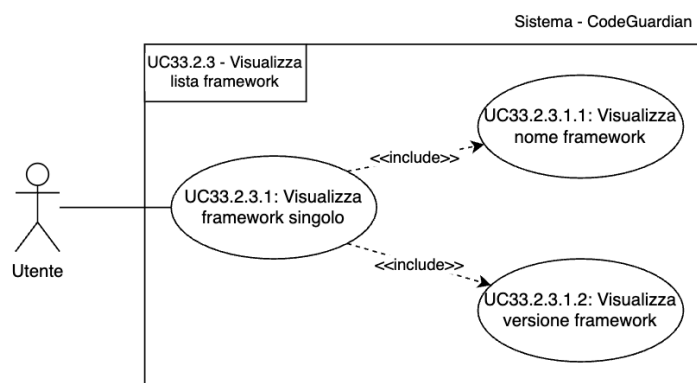 Sistema - CodeGuardian
UC33.2.3 - Visualizza
lista framework
UC33.2.3.1.1: Visualizza
nome framework
<<include>>
UC33.2.3.1: Visualizza
framework singolo
Utente
<<include>>
UC33.2.3.1.2: Visualizza
versione framework